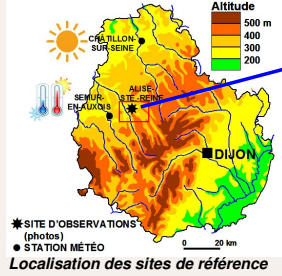 Altitude
500 m
400
300
200
CHÂTILLON-
SUR-SEINE
ALISE-
STE.-REINE
SEMUR-
EN-AUXOIS
DIJON
SITE D'OBSERVATIONS
(photos)
STATION MÉTÉO
0 20 km
Localisation des sites de référence